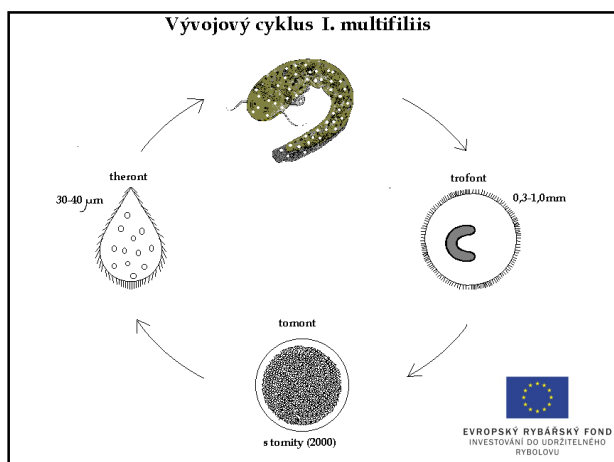 Vývojový cyklus I. multifiliis
theront
30-40 µm
trofont
0,3-1,0mm
tomont
s tomity (2000)
EVROPSKÝ RYBÁŘSKÝ FOND
INVESTOVÁNÍ DO UDRŽITELNÉHO
RYBOLOVU